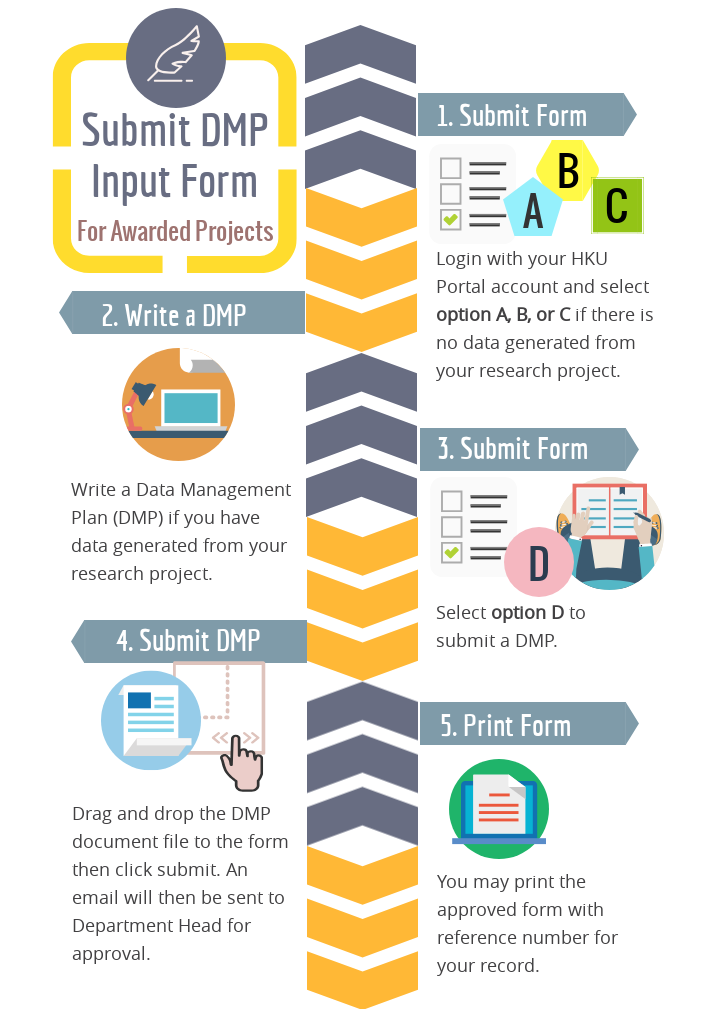 Submit DMP
Input Form
For Awarded Projects
1. Submit Form
A
B
C
Login with your HKU
Portal account and select
option A, B, or C if there is
no data generated from
your research project.
2. Write a DMP
Write a Data Management
Plan (DMP) if you have
data generated from your
research project.
3. Submit Form
D
Select option D to
submit a DMP.
4. Submit DMP
Drag and drop the DMP
document file to the form
then click submit. An
email will then be sent to
Department Head for
approval.
5. Print Form
You may print the
approved form with
reference number for
your record.